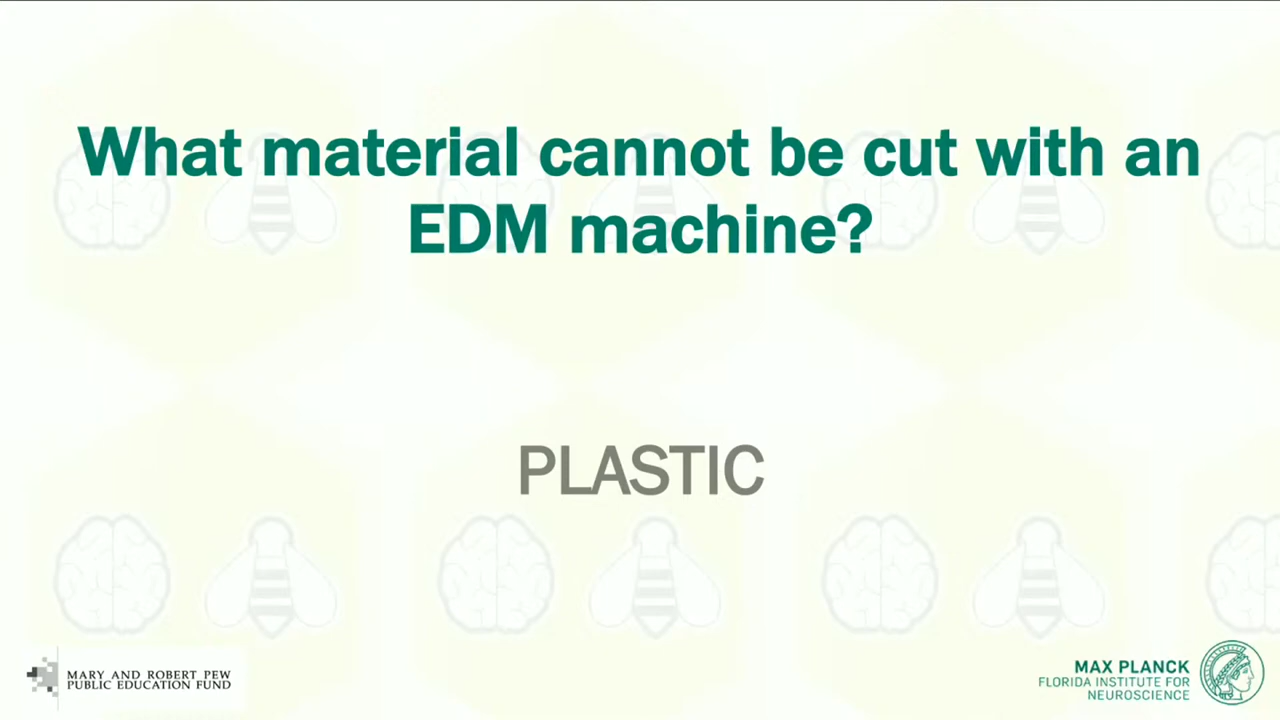 What material cannot be cut with an
EDM machine?
PLASTIC
MARY AND ROBERT PEW
PUBLIC EDUCATION FUND
MAX PLANCK
FLORIDA INSTITUTE FOR
NEUROSCIENCE